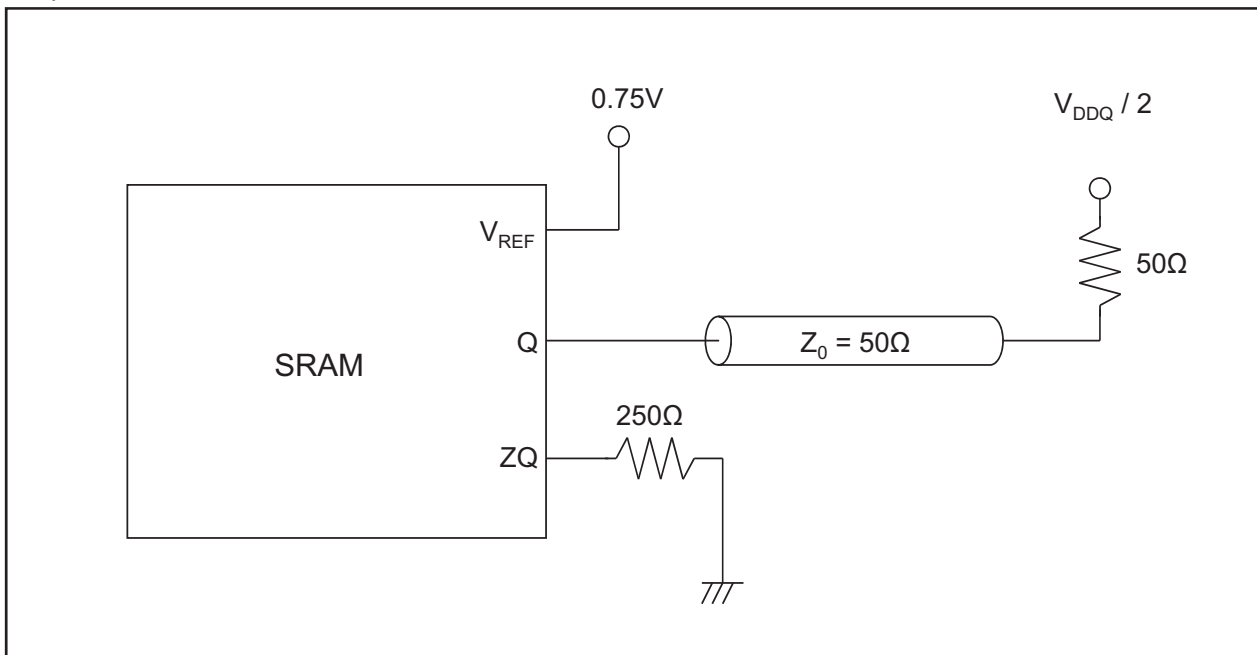 0.75V
V_DDQ / 2
V_REF
50Ω
Q
Z_0 = 50Ω
SRAM
250Ω
ZQ